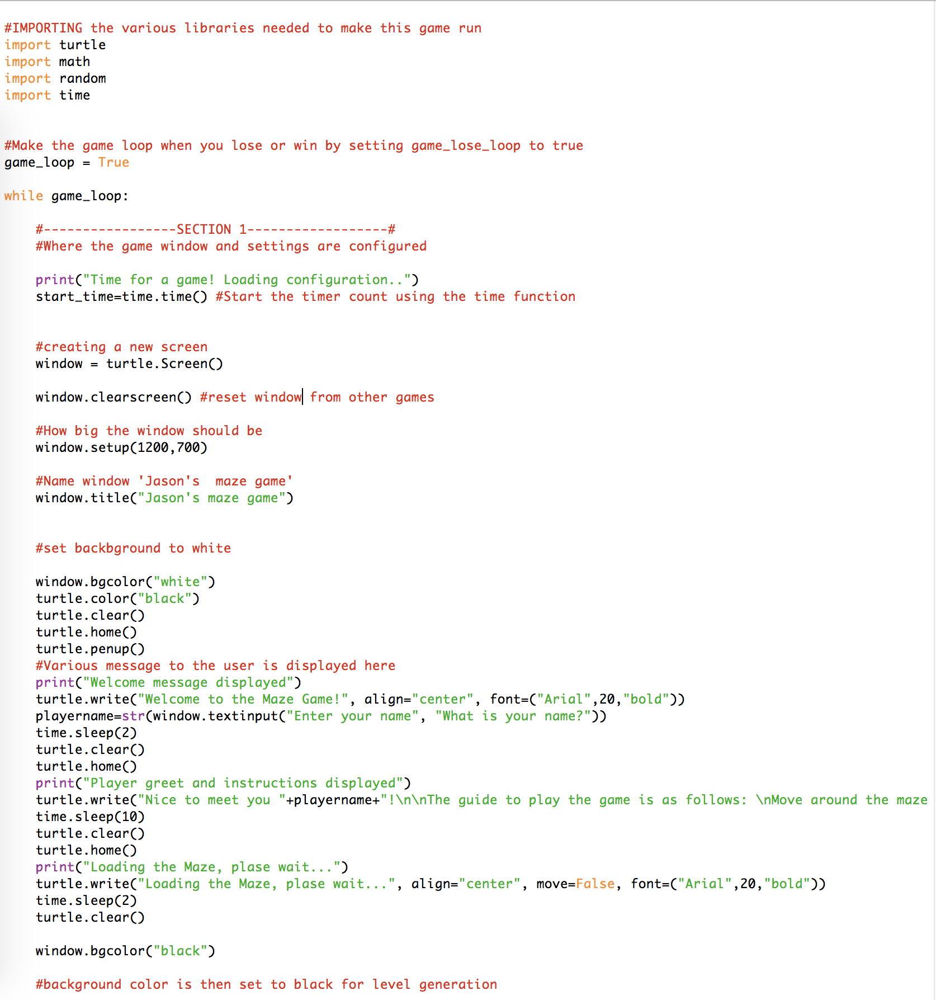 #IMPORTING the various libraries needed to make this game run
import turtle
import math
import random
import time
#Make the game loop when you lose or win by setting game_lose_loop to true
game_loop = True
while game_loop:
#-----------------SECTION 1------------------#
#Where the game window and settings are configured
print("Time for a game! Loading configuration..")
start_time=time.time() #Start the timer count using the time function
#creating a new screen
window = turtle.Screen()
window.clearscreen() #reset window from other games
#How big the window should be
window.setup(1200,700)
#Name window 'Jason's  maze game'
window.title("Jason's maze game")
#set backbground to white
window.bgcolor("white")
turtle.color("black")
turtle.clear()
turtle.home()
turtle.penup()
#Various message to the user is displayed here
print("Welcome message displayed")
turtle.write("Welcome to the Maze Game!", align="center", font=("Arial",20,"bold"))
playername=str(window.textinput("Enter your name", "What is your name?"))
time.sleep(2)
turtle.clear()
turtle.home()
print("Player greet and instructions displayed")
turtle.write("Nice to meet you "+playername+"!\n\nThe guide to play the game is as follows: \nMove around the maze
time.sleep(10)
turtle.clear()
turtle.home()
print("Loading the Maze, plase wait...")
turtle.write("Loading the Maze, plase wait...", align="center", move=False, font=("Arial",20,"bold"))
time.sleep(2)
turtle.clear()
window.bgcolor("black")
#background color is then set to black for level generation